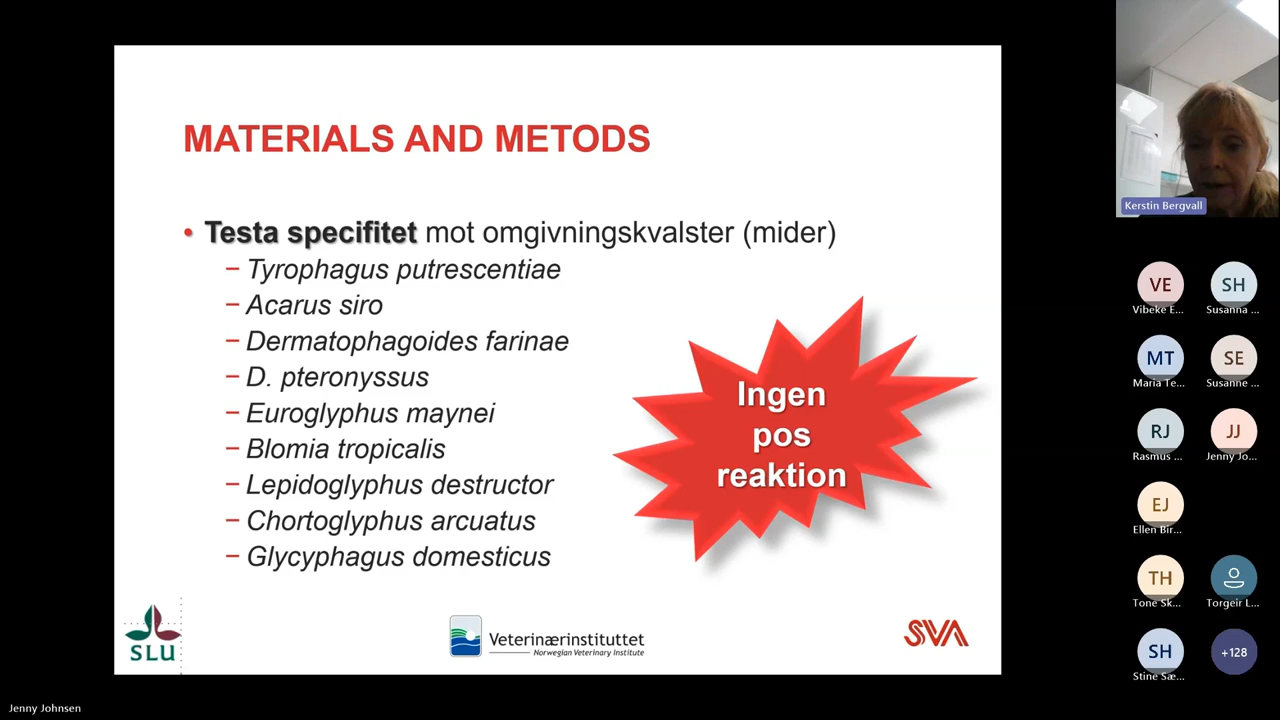 MATERIALS AND METODS
• Testa specifitet mot omgivningskvalster (mider)
– Tyrophagus putrescentiae
– Acarus siro
– Dermatophagoides farinae
– D. pteronyssus
– Euroglyphus maynei
– Blomia tropicalis
– Lepidoglyphus destructor
– Chortoglyphus arcuatus
– Glycyphagus domesticus
Ingen
pos
reaktion
SLU
Veterinærinstituttet
Norwegian Veterinary Institute
SVA
Kerstin Bergvall
VE
Vibeke E...
SH
Susanna ...
MT
Maria Te...
SE
Susanne ...
RJ
Rasmus ...
JJ
Jenny Jo...
EJ
Ellen Bir...
TH
Tone Sk...
Torgeir L...
SH
Stine Sæ...
+128
Jenny Johnsen